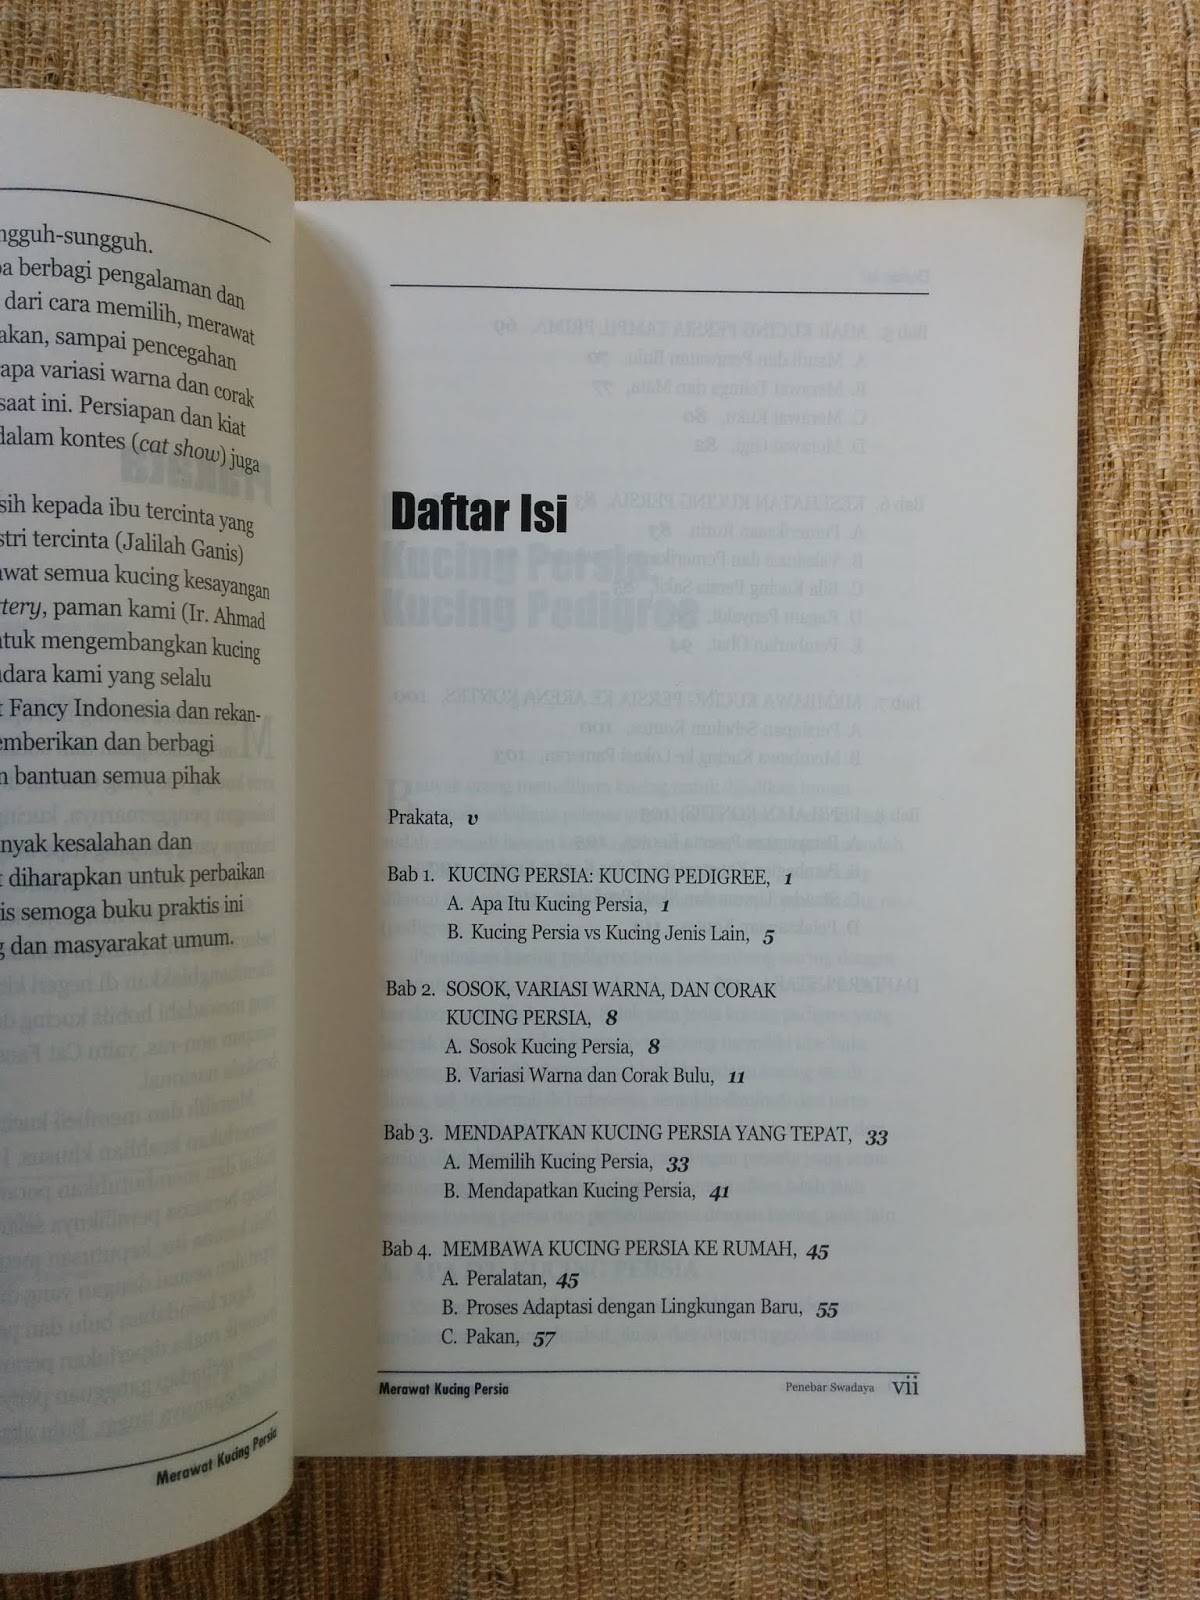 ngguh-sungguh.
berbagi pengalaman dan
dari cara memilih, merawat
akan, sampai pencegahan
apa variasi warna dan corak
saat ini. Persiapan dan kiat
dalam kontes (cat show) juga
sih kepada ibu tercinta yang
stri tercinta (Jalilah Ganis)
wat semua kucing kesayangan
ttery, paman kami (Ir. Ahmad
tuk mengembangkan kucing
udara kami yang selalu
Fancy Indonesia dan rekan-
emberikan dan berbagi
n bantuan semua pihak
nyak kesalahan dan
diharapkan untuk perbaikan
is semoga buku praktis ini
g dan masyarakat umum.
Merawat Kucing Persia
Daftar Isi
Prakata, v
Bab 1. KUCING PERSIA: KUCING PEDIGREE, 1
A. Apa Itu Kucing Persia, 1
B. Kucing Persia vs Kucing Jenis Lain, 5
Bab 2. SOSOK, VARIASI WARNA, DAN CORAK
KUCING PERSIA, 8
A. Sosok Kucing Persia, 8
B. Variasi Warna dan Corak Bulu, 11
Bab 3. MENDAPATKAN KUCING PERSIA YANG TEPAT, 33
A. Memilih Kucing Persia, 33
B. Mendapatkan Kucing Persia, 41
Bab 4. MEMBAWA KUCING PERSIA KE RUMAH, 45
A. Peralatan, 45
B. Proses Adaptasi dengan Lingkungan Baru, 55
C. Pakan, 57
Merawat Kucing Persia
Penebar Swadaya vii